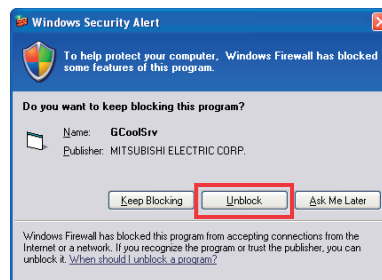 Windows Security Alert
To help protect your computer, Windows Firewall has blocked
some features of this program.
Do you want to keep blocking this program?
Name: GCoolSrv
Publisher: MITSUBISHI ELECTRIC CORP.
Keep Blocking Unblock Ask Me Later
Windows Firewall has blocked this program from accepting connections from the
Internet or a network. If you recognize the program or trust the publisher, you can
unblock it. When should I unblock a program?